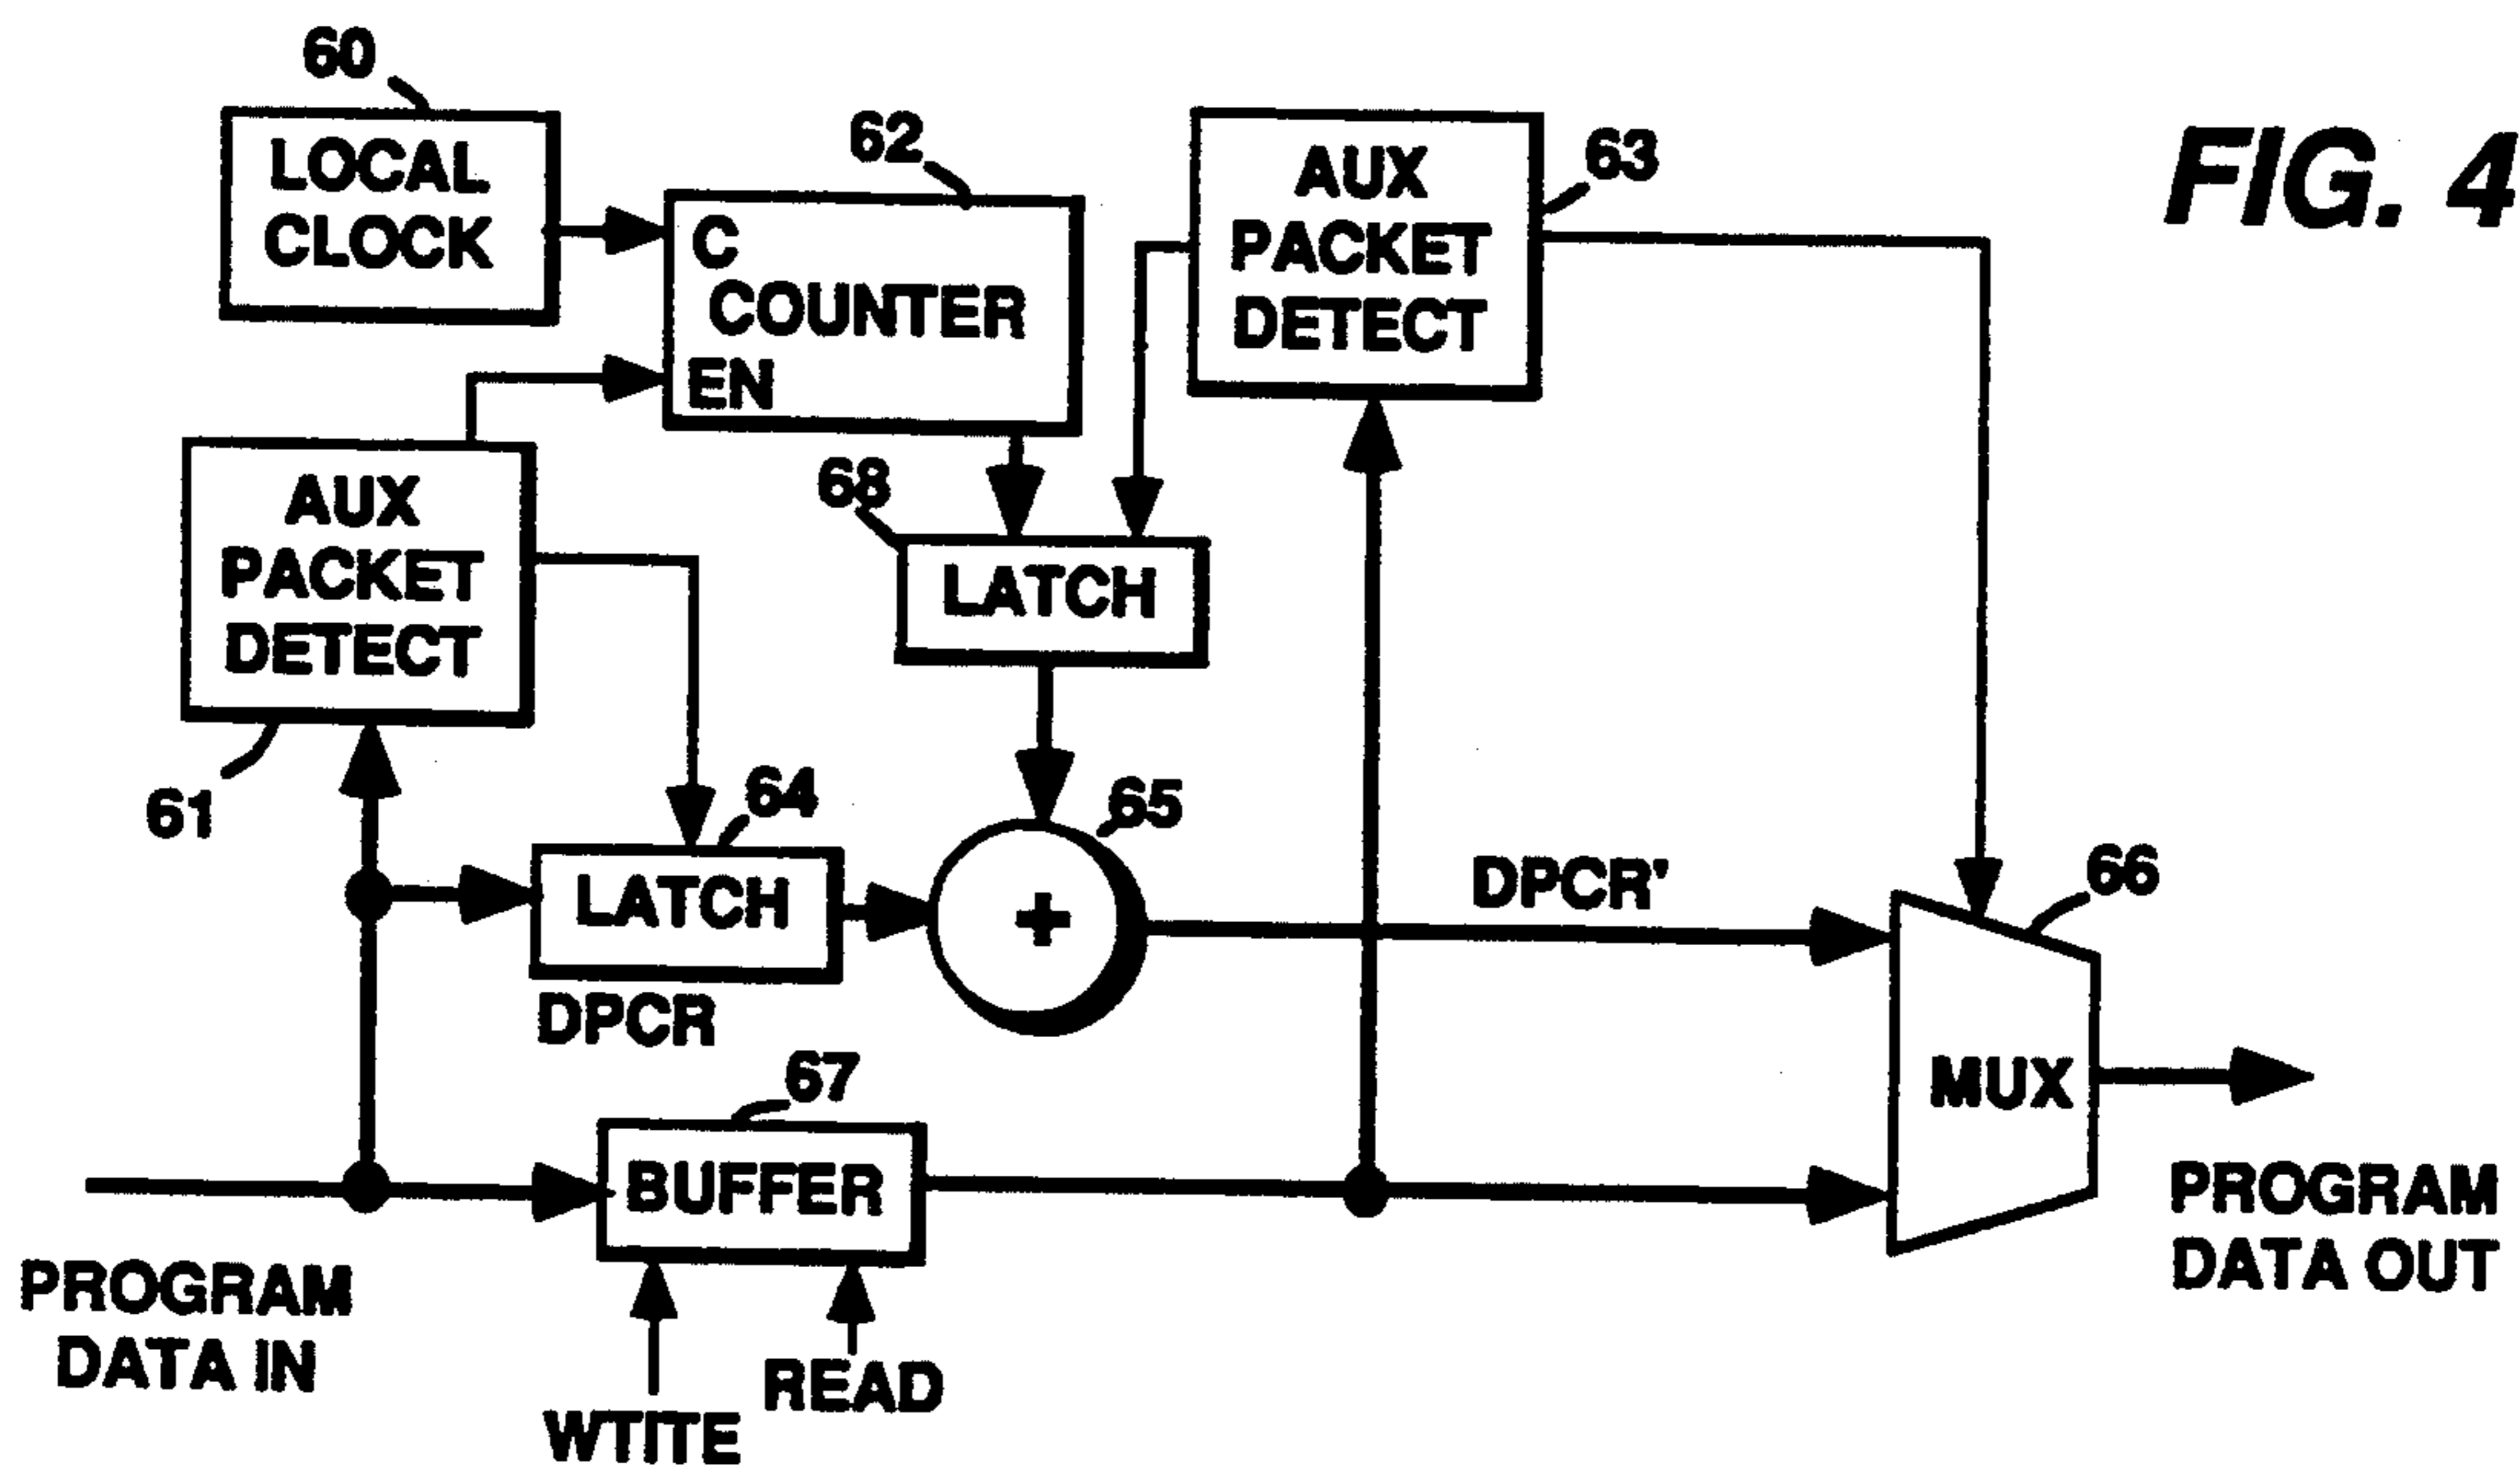 60
LOCAL
CLOCK
62
C
COUNTER
EN
AUX
PACKET
DETECT
63
FIG. 4
AUX
PACKET
DETECT
61
68
LATCH
64
LATCH
DPCR
65
+
DPCR'
66
MUX
67
BUFFER
PROGRAM
DATA IN
WTITE
READ
PROGRAM
DATA OUT